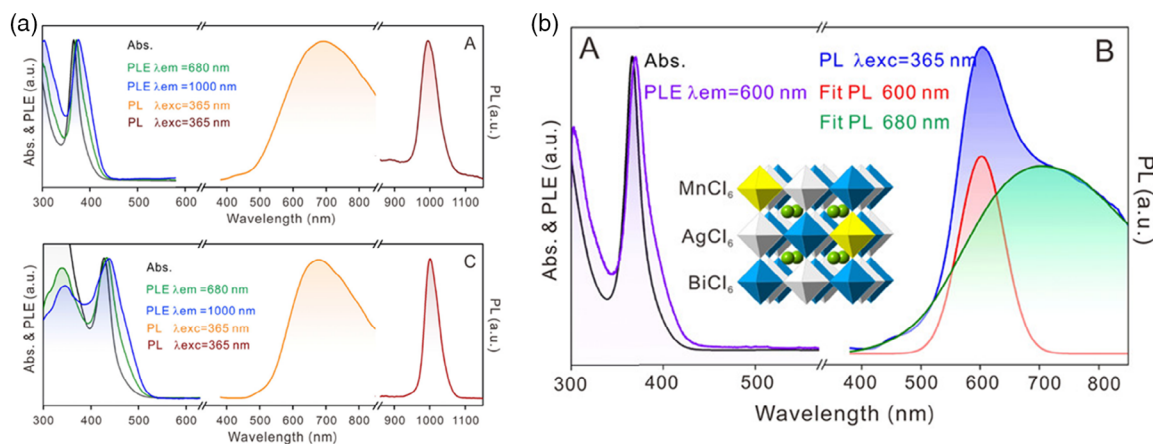 (a)
Abs. & PLE (a.u.)
Abs.
PLE λem=680 nm
PLE λem=1000 nm
PL λexc=365 nm
PL λexc=365 nm
A
PL (a.u.)
300 400 500 600 400 500 600 700 800 900 1000 1100
Wavelength (nm) Wavelength (nm)
Abs. & PLE (a.u.)
Abs.
PLE λem=680 nm
PLE λem=1000 nm
PL λexc=365 nm
PL λexc=365 nm
C
PL (a.u.)
300 400 500 600 400 500 600 700 800 900 1000 1100
Wavelength (nm) Wavelength (nm)
(b)
Abs. & PLE (a.u.)
A
Abs.
PLE λem=600 nm
B
PL λexc=365 nm
Fit PL 600 nm
Fit PL 680 nm
MnCl6
AgCl6
BiCl6
PL (a.u.)
300 400 500 400 500 600 700 800
Wavelength (nm)